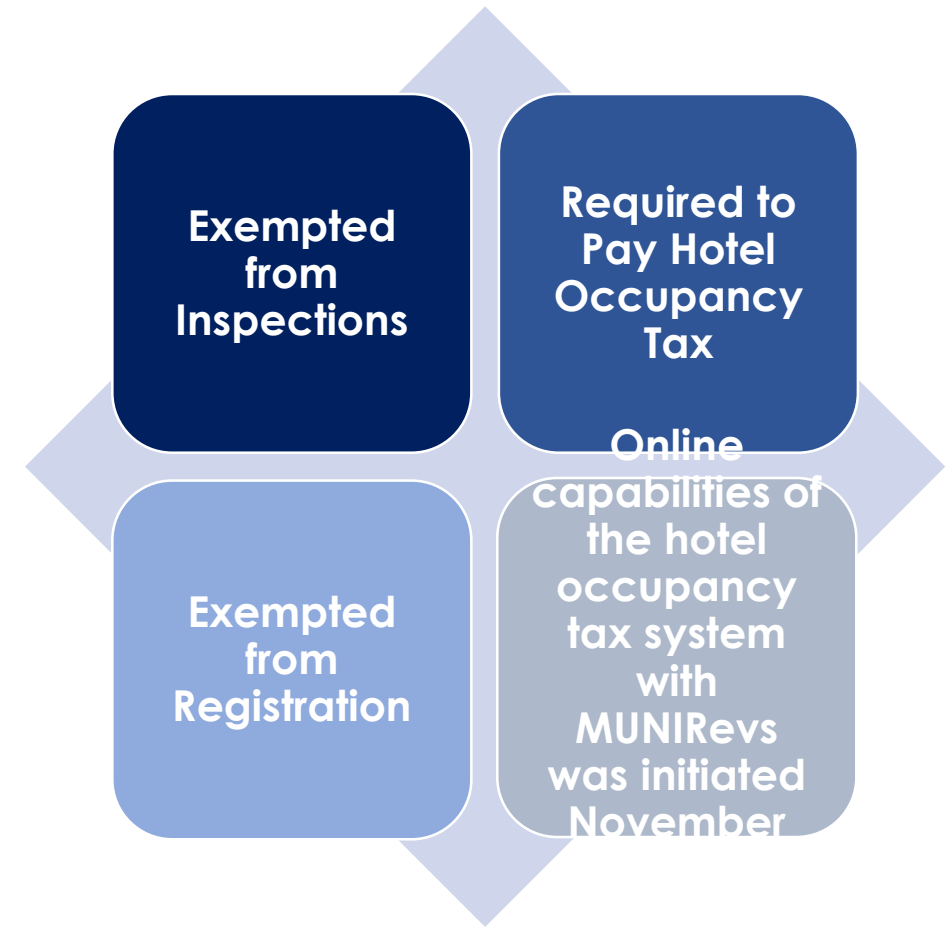 Exempted
from
Inspections
Required to
Pay Hotel
Occupancy
Tax
Exempted
from
Registration
Online
capabilities of
the hotel
occupancy
tax system
with
MUNIRevs
was initiated
November